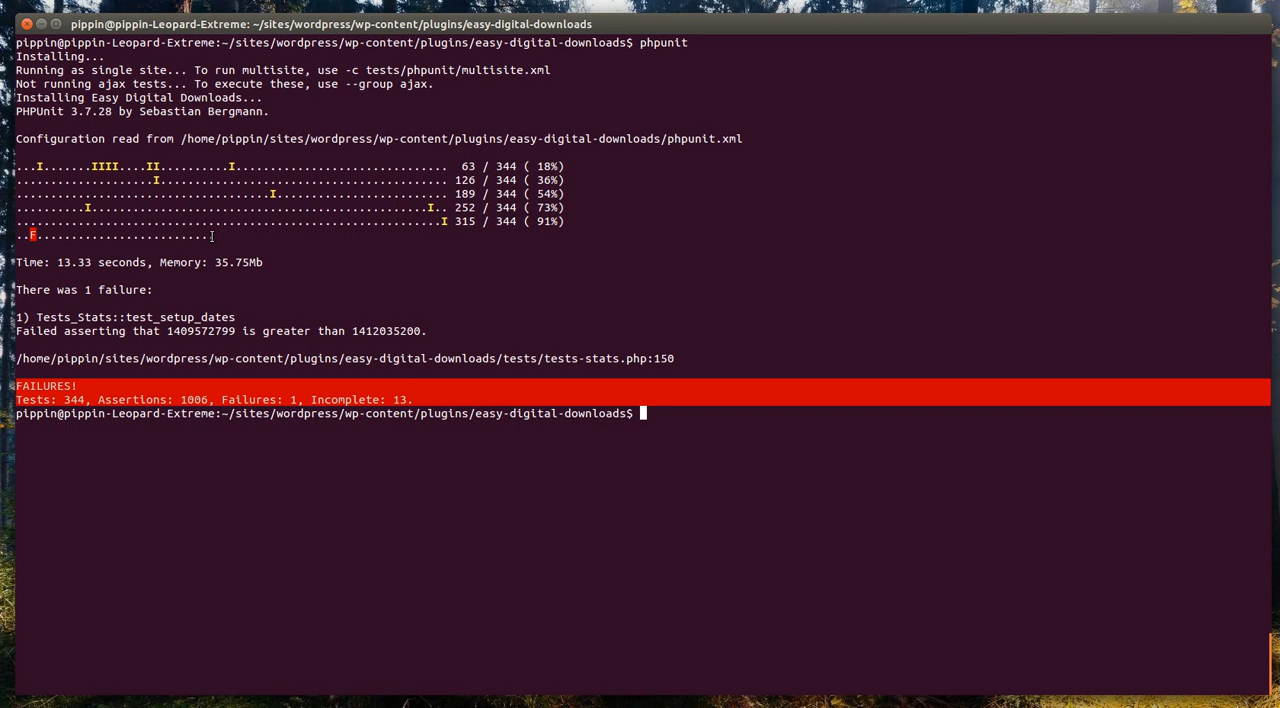 pippin@pippin-Leopard-Extreme: ~/sites/wordpress/wp-content/plugins/easy-digital-downloads
pippin@pippin-Leopard-Extreme:~/sites/wordpress/wp-content/plugins/easy-digital-downloads$ phpunit
Installing...
Running as single site... To run multisite, use -c tests/phpunit/multisite.xml
Not running ajax tests... To execute these, use --group ajax.
Installing Easy Digital Downloads...
PHPUnit 3.7.28 by Sebastian Bergmann.
Configuration read from /home/pippin/sites/wordpress/wp-content/plugins/easy-digital-downloads/phpunit.xml
...I.......IIII....II..........I............................... 63 / 344 ( 18%)
....................I.......................................... 126 / 344 ( 36%)
.....................................I......................... 189 / 344 ( 54%)
..........I.................................................I.. 252 / 344 ( 73%)
..............................................................I 315 / 344 ( 91%)
..F..........................
Time: 13.33 seconds, Memory: 35.75Mb
There was 1 failure:
1) Tests_Stats::test_setup_dates
Failed asserting that 1409572799 is greater than 1412035200.
/home/pippin/sites/wordpress/wp-content/plugins/easy-digital-downloads/tests/tests-stats.php:150
FAILURES!
Tests: 344, Assertions: 1006, Failures: 1, Incomplete: 13.
pippin@pippin-Leopard-Extreme:~/sites/wordpress/wp-content/plugins/easy-digital-downloads$